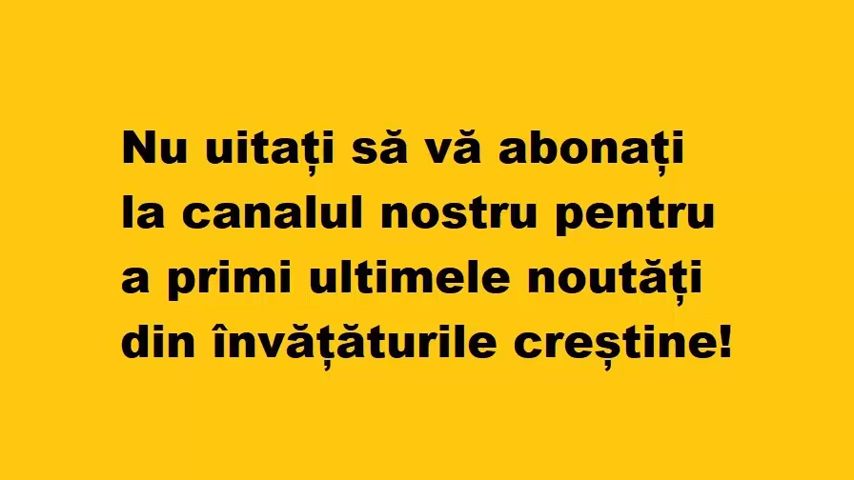 Nu uitați să vă abonați
la canalul nostru pentru
a primi ultimele noutăți
din învățăturile creștine!